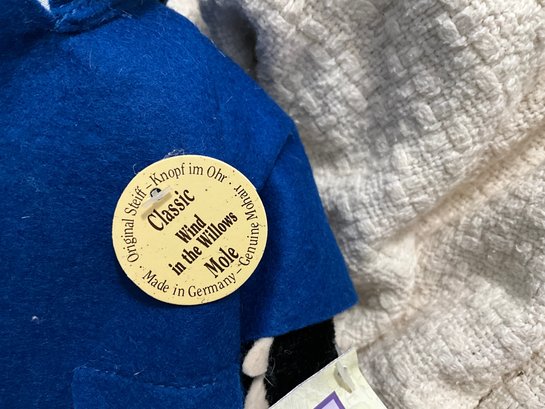 Original Steiff – Knopf im Ohr · Genuine Mohair · Made in Germany –
Classic
Wind
in the Willows
Mole